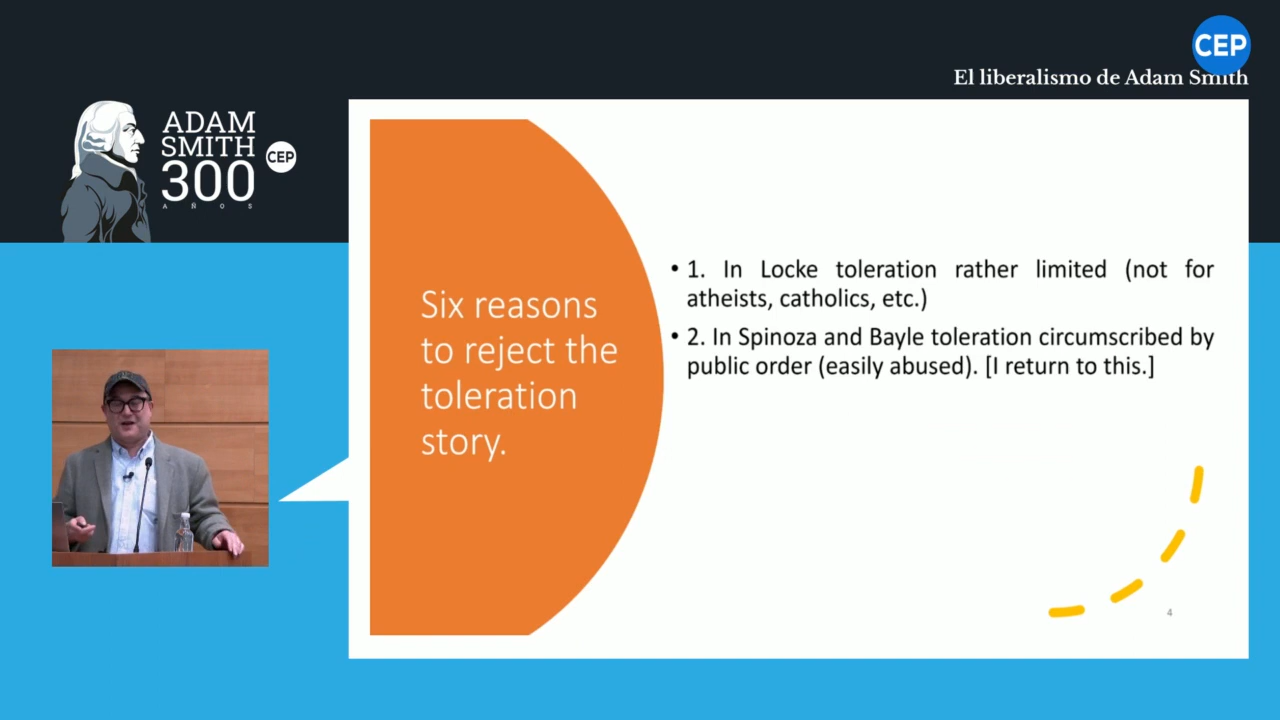 CEP
El liberalismo de Adam Smith
ADAM
SMITH
300
AÑOS
CEP
Six reasons
to reject the
toleration
story.
• 1. In Locke toleration rather limited (not for
atheists, catholics, etc.)
• 2. In Spinoza and Bayle toleration circumscribed by
public order (easily abused). [I return to this.]
4